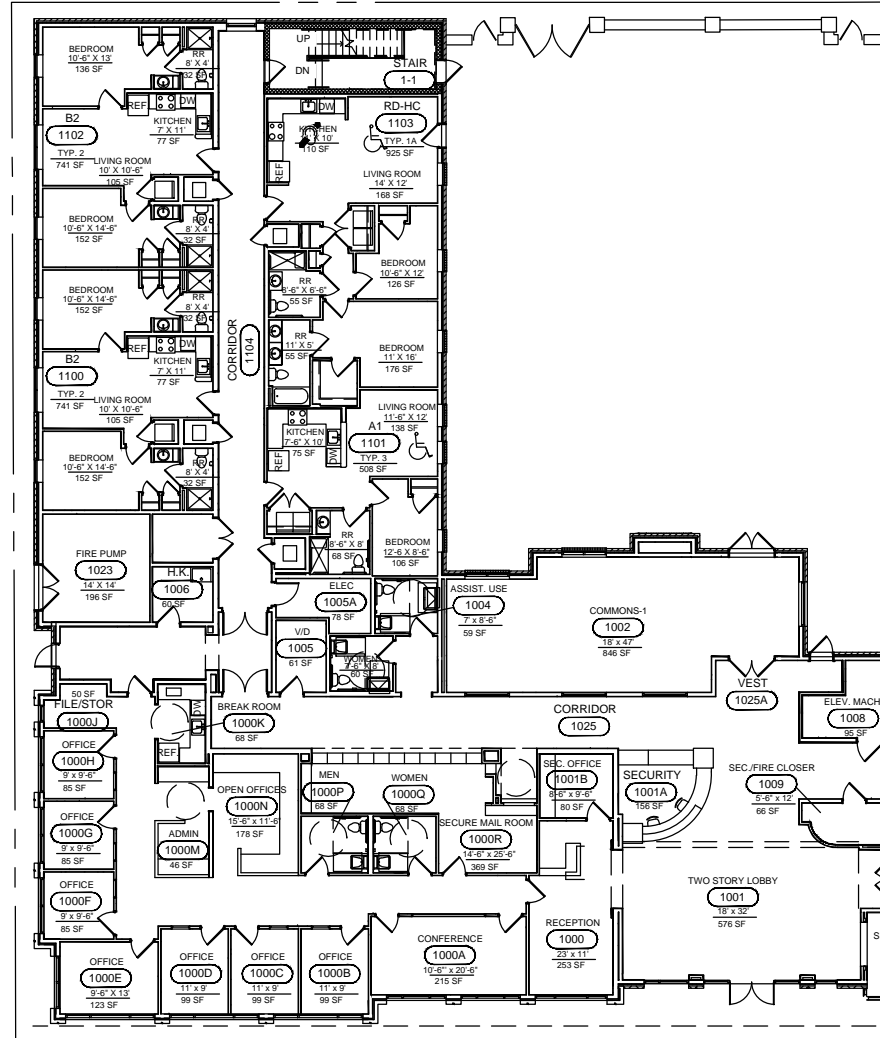 BEDROOM
10'-6" X 13'
136 SF
RR
8' X 4'
32 SF
UP
DN
STAIR
1-1
REF
DW
B2
1102
TYP. 2
741 SF
KITCHEN
7' X 11'
77 SF
LIVING ROOM
10' X 10'-6"
105 SF
DW
RD-HC
1103
TYP. 1A
925 SF
KITCHEN
X 10'
110 SF
REF
LIVING ROOM
14' X 12'
168 SF
BEDROOM
10'-6" X 14'-6"
152 SF
RR
8' X 4'
32 SF
BEDROOM
10'-6" X 12'
126 SF
RR
8'-6" X 6'-6"
55 SF
BEDROOM
10'-6" X 14'-6"
152 SF
RR
8' X 4'
32 SF
CORRIDOR
1104
RR
11' X 5'
55 SF
BEDROOM
11' X 16'
176 SF
REF
DW
B2
1100
TYP. 2
741 SF
KITCHEN
7' X 11'
77 SF
LIVING ROOM
10' X 10'-6"
105 SF
LIVING ROOM
11'-6" X 12'
138 SF
KITCHEN
7'-6" X 10'
75 SF
REF
DW
A1
1101
TYP. 3
508 SF
BEDROOM
10'-6" X 14'-6"
152 SF
RR
8' X 4'
32 SF
RR
8'-6" X 8'
68 SF
BEDROOM
12'-6 X 8'-6"
106 SF
FIRE PUMP
1023
14' X 14'
196 SF
H.K.
1006
60 SF
ELEC
1005A
78 SF
ASSIST. USE
1004
7' x 8'-6"
59 SF
COMMONS-1
1002
18' x 47'
846 SF
V/D
1005
61 SF
WOMEN
7'-6" X 8'
60 SF
VEST
1025A
50 SF
FILE/STOR
1000J
DW
REF.
BREAK ROOM
1000K
68 SF
CORRIDOR
1025
ELEV. MACH
1008
95 SF
OFFICE
1000H
9' x 9'-6"
85 SF
OPEN OFFICES
1000N
15'-6" x 11'-6"
178 SF
MEN
1000P
68 SF
WOMEN
1000Q
68 SF
SEC. OFFICE
1001B
8'-6" x 9'-6"
80 SF
SECURITY
1001A
156 SF
SEC./FIRE CLOSER
1009
5'-6" x 12'
66 SF
OFFICE
1000G
9' x 9'-6"
85 SF
ADMIN
1000M
46 SF
SECURE MAIL ROOM
1000R
14'-6" x 25'-6"
369 SF
OFFICE
1000F
9' x 9'-6"
85 SF
TWO STORY LOBBY
1001
18' x 32'
576 SF
RECEPTION
1000
23' x 11'
253 SF
OFFICE
1000E
9'-6" X 13'
123 SF
OFFICE
1000D
11' x 9'
99 SF
OFFICE
1000C
11' x 9'
99 SF
OFFICE
1000B
11' x 9'
99 SF
CONFERENCE
1000A
10'-6" x 20'-6"
215 SF
S